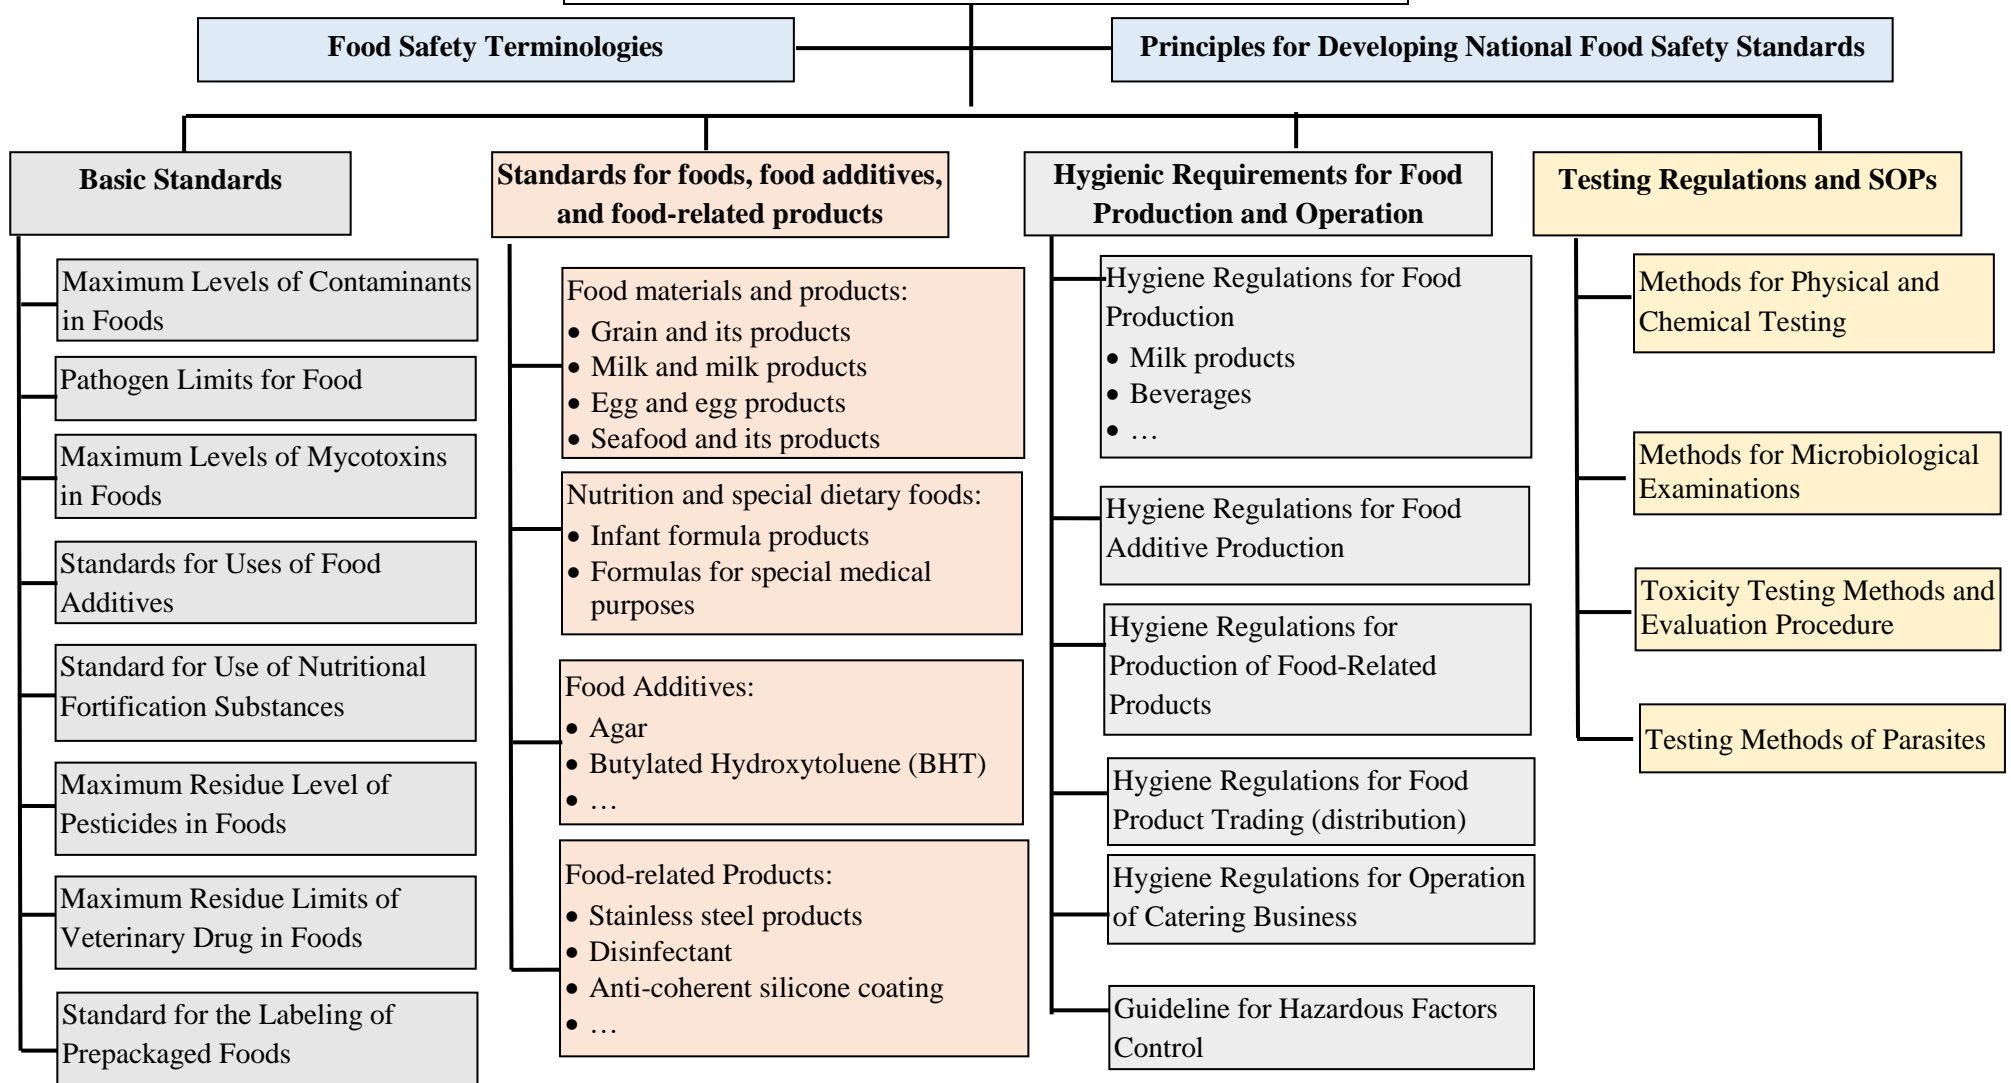 Food Safety Terminologies
Principles for Developing National Food Safety Standards
Basic Standards
Maximum Levels of Contaminants
in Foods
Pathogen Limits for Food
Maximum Levels of Mycotoxins
in Foods
Standards for Uses of Food
Additives
Standard for Use of Nutritional
Fortification Substances
Maximum Residue Level of
Pesticides in Foods
Maximum Residue Limits of
Veterinary Drug in Foods
Standard for the Labeling of
Prepackaged Foods
Standards for foods, food additives,
and food-related products
Food materials and products:
• Grain and its products
• Milk and milk products
• Egg and egg products
• Seafood and its products
Nutrition and special dietary foods:
• Infant formula products
• Formulas for special medical
purposes
Food Additives:
• Agar
• Butylated Hydroxytoluene (BHT)
• …
Food-related Products:
• Stainless steel products
• Disinfectant
• Anti-coherent silicone coating
• …
Hygienic Requirements for Food
Production and Operation
Hygiene Regulations for Food
Production
• Milk products
• Beverages
• …
Hygiene Regulations for Food
Additive Production
Hygiene Regulations for
Production of Food-Related
Products
Hygiene Regulations for Food
Product Trading (distribution)
Hygiene Regulations for Operation
of Catering Business
Guideline for Hazardous Factors
Control
Testing Regulations and SOPs
Methods for Physical and
Chemical Testing
Methods for Microbiological
Examinations
Toxicity Testing Methods and
Evaluation Procedure
Testing Methods of Parasites